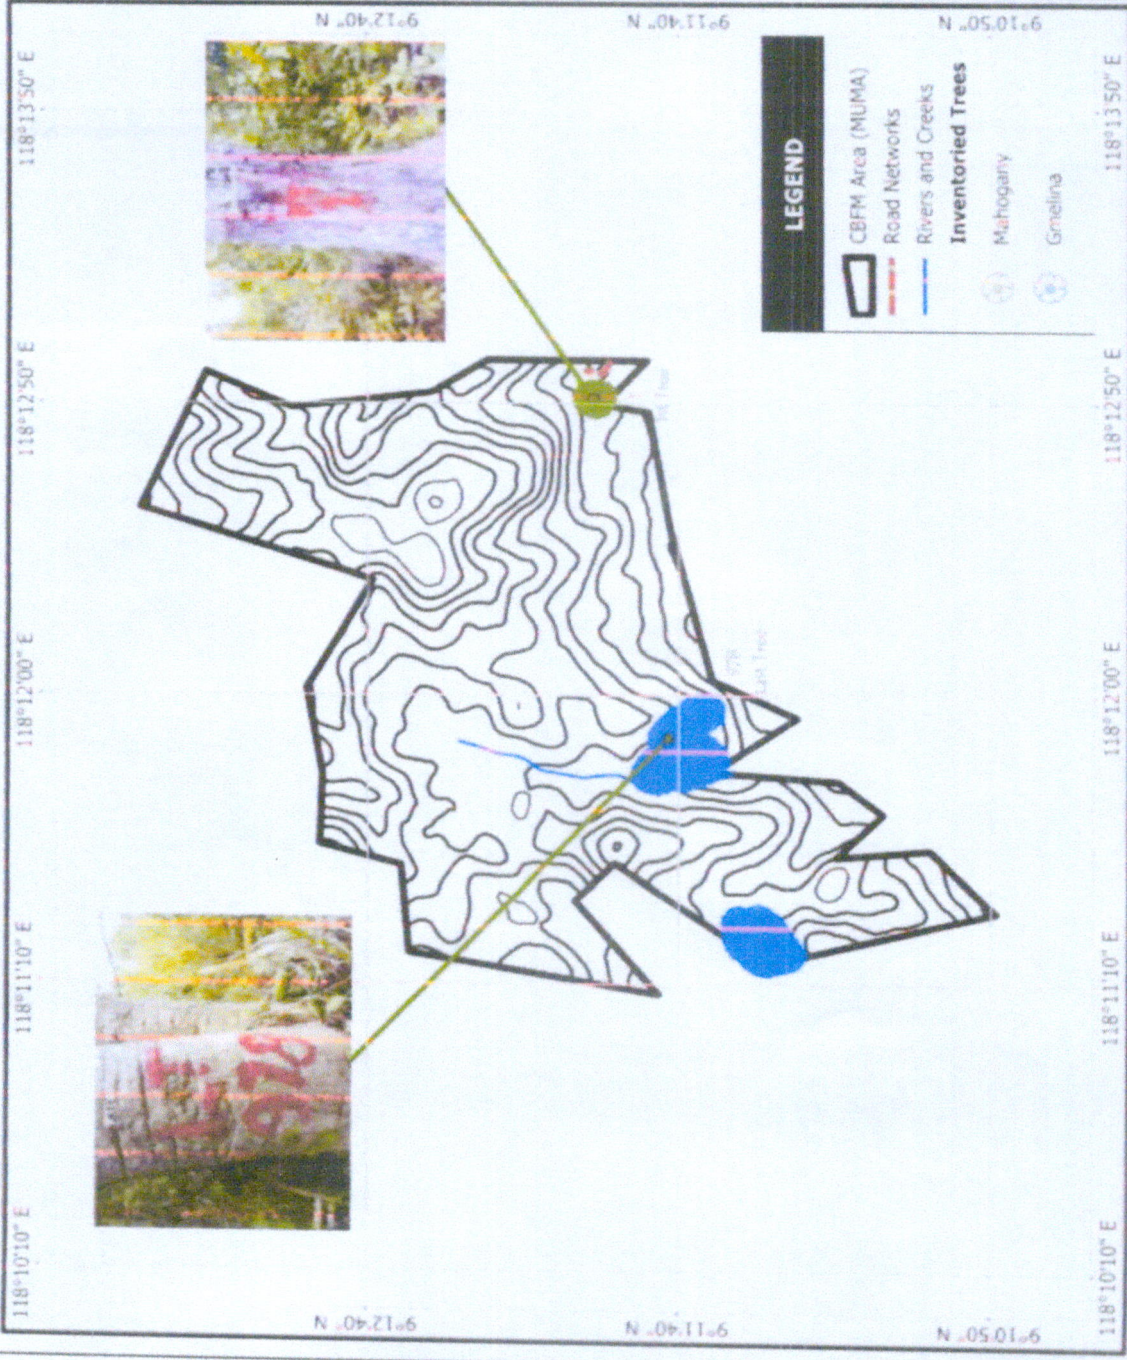 118°10'10" E
118°11'10" E
118°12'00" E
118°12'50" E
118°13'50" E
9°12'40" N
9°12'40" N
9°11'40" N
Last Tree
9°11'40" N
LEGEND
CBFM Area (MUMA)
Road Networks
Rivers and Creeks
Inventoried Trees
Mahogany
Gmelina
9°10'50" N
9°10'50" N
118°10'10" E
118°11'10" E
118°12'00" E
118°12'50" E
118°13'50" E